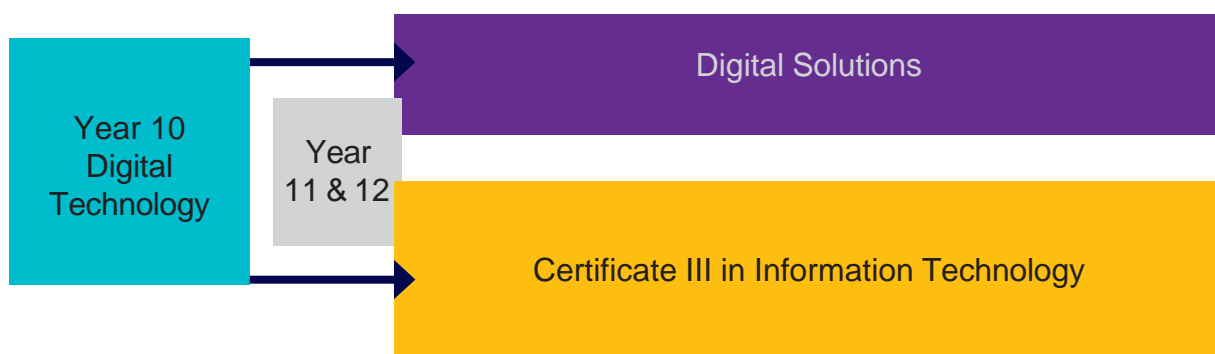 Year 10
Digital
Technology
Year
11 & 12
Digital Solutions
Certificate III in Information Technology